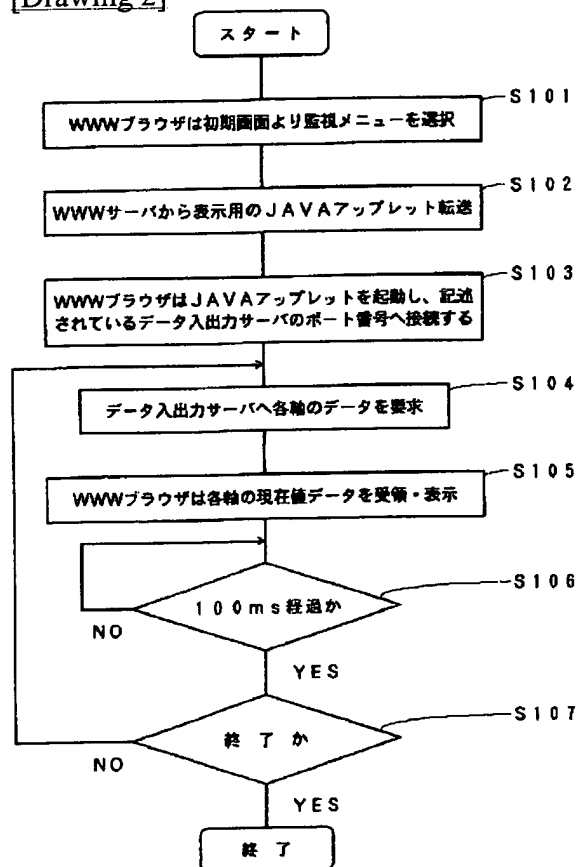 [Drawing 2]
スタート
S101
WWWブラウザは初期画面より監視メニューを選択
S102
WWWサーバから表示用のJAVAアップレット転送
S103
WWWブラウザはJAVAアップレットを起動し、記述
されているデータ入出力サーバのポート番号へ接続する
S104
データ入出力サーバへ各軸のデータを要求
S105
WWWブラウザは各軸の現在値データを受領・表示
S106
100ms経過か
NO
YES
S107
終了か
NO
YES
終了